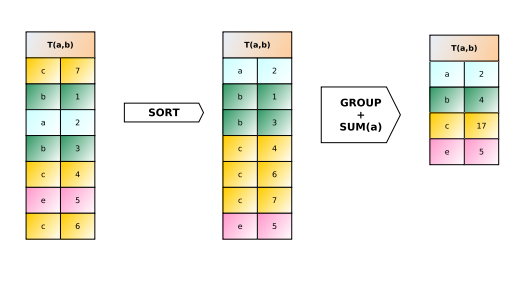 T(a,b)
c 7
b 1
a 2
b 3
c 4
e 5
c 6
SORT
T(a,b)
a 2
b 1
b 3
c 4
c 6
c 7
e 5
GROUP
+
SUM(a)
T(a,b)
a 2
b 4
c 17
e 5